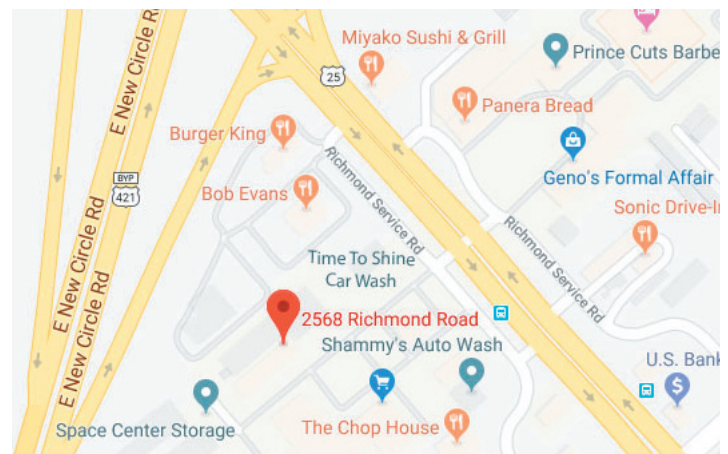 E New Circle Rd
E New Circle R
Miyako Sushi & Grill
25
Prince Cuts Barbe
Panera Bread
Burger King
BYP
421
Richmond Service Rd
Geno's Formal Affair
Bob Evans
Sonic Drive-In
E New Circle Rd
E New Circle Rd
Richmond Service Rd
Time To Shine
Car Wash
2568 Richmond Road
Shammy's Auto Wash
U.S. Bank
$
Space Center Storage
The Chop House